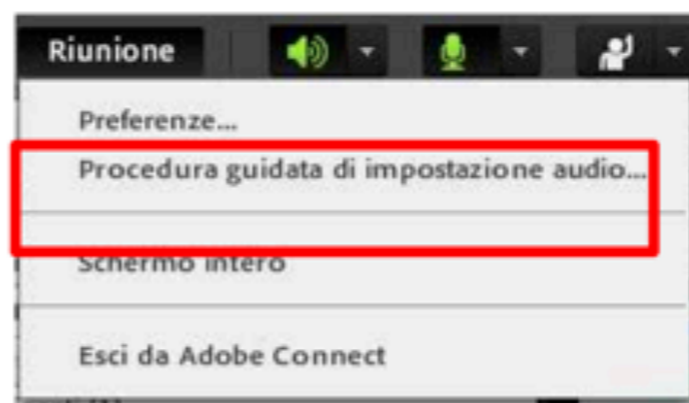 Riunione
Preferenze...
Procedura guidata di impostazione audio...
Schermo intero
Esci da Adobe Connect